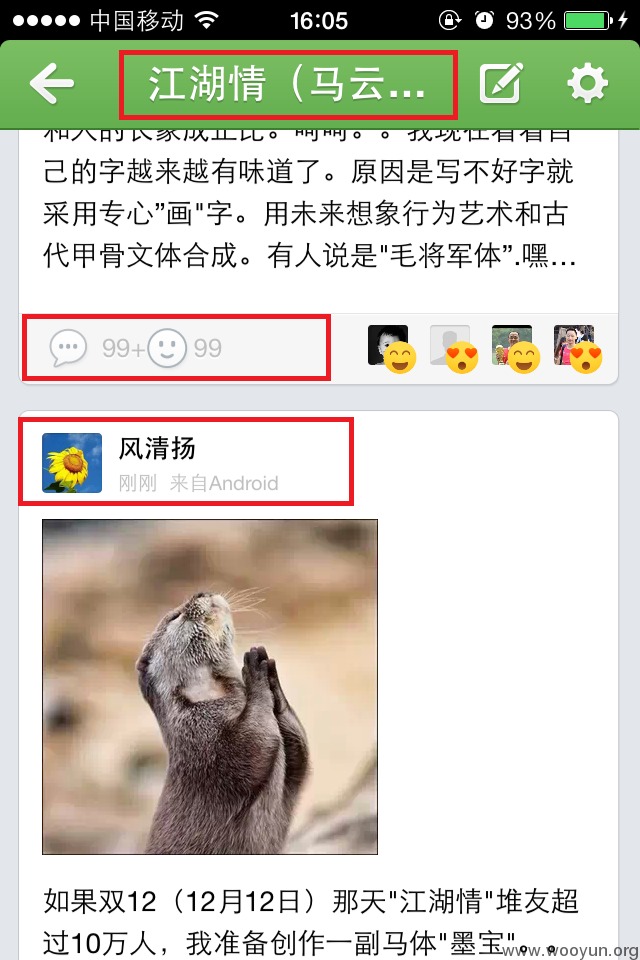 中国移动 16:05 93%
江湖情（马云...
和人的长象成正比。呵呵。。我现在看看自
己的字越来越有味道了。原因是写不好字就
采用专心”画"字。用未来想象行为艺术和古
代甲骨文体合成。有人说是"毛将军体”.嘿...
99+ 99
风清扬
刚刚 来自Android
如果双12（12月12日）那天"江湖情"堆友超
过10万人，我准备创作一副马体"墨宝"。。
www.wooyun.org